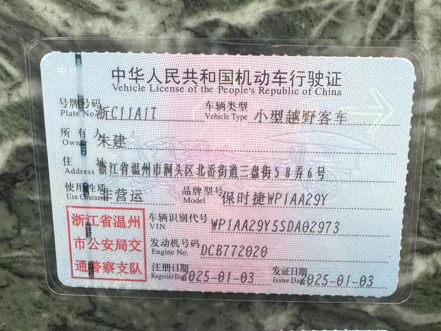 中华人民共和国机动车行驶证
Vehicle License of the People's Republic of China
号牌号码 浙C11A1T 车辆类型 小型越野客车
Plate No. Vehicle Type
所有人 朱建
Owner
住址 浙江省温州市洞头区北岙街道三盘街58弄6号
使用性质 非营运 品牌型号 保时捷WP1AA29Y
Use Character Model
浙江省温州市公安局交通警察支队
车辆识别代号 WP1AA29Y5SDA02973
VIN
发动机号码 DCB772020
Engine No.
注册日期 2025-01-03 发证日期 2025-01-03
Register Date Issue Date